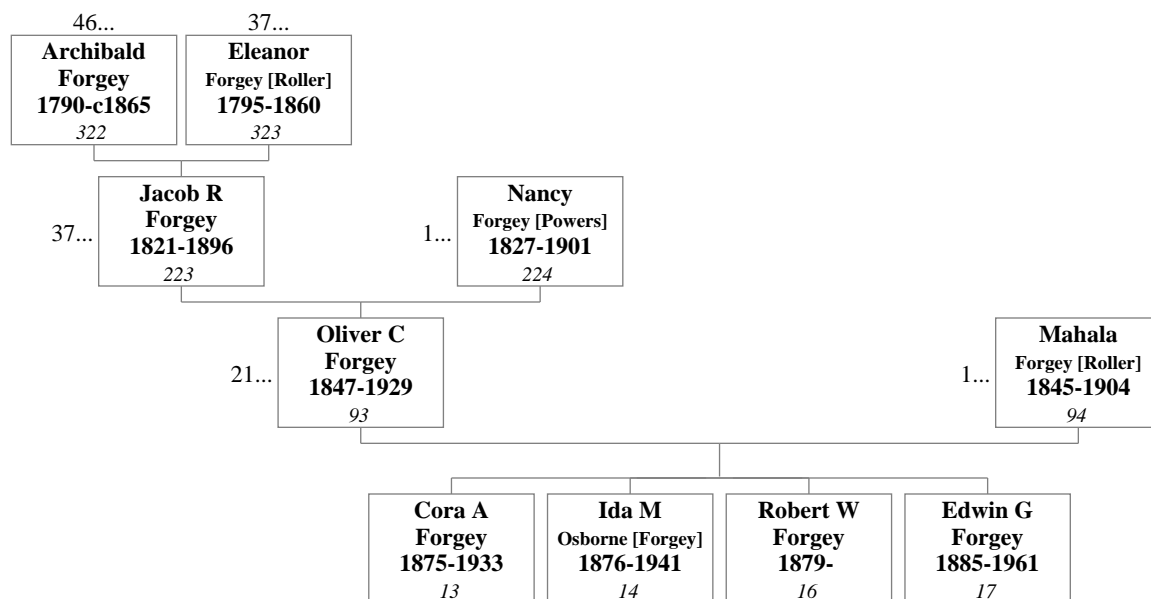 46...
37...
Archibald
Forgey
1790-c1865
322
Eleanor
Forgey [Roller]
1795-1860
323
37...
Jacob R
Forgey
1821-1896
223
1...
Nancy
Forgey [Powers]
1827-1901
224
21...
Oliver C
Forgey
1847-1929
93
1...
Mahala
Forgey [Roller]
1845-1904
94
Cora A
Forgey
1875-1933
13
Ida M
Osborne [Forgey]
1876-1941
14
Robert W
Forgey
1879-
16
Edwin G
Forgey
1885-1961
17